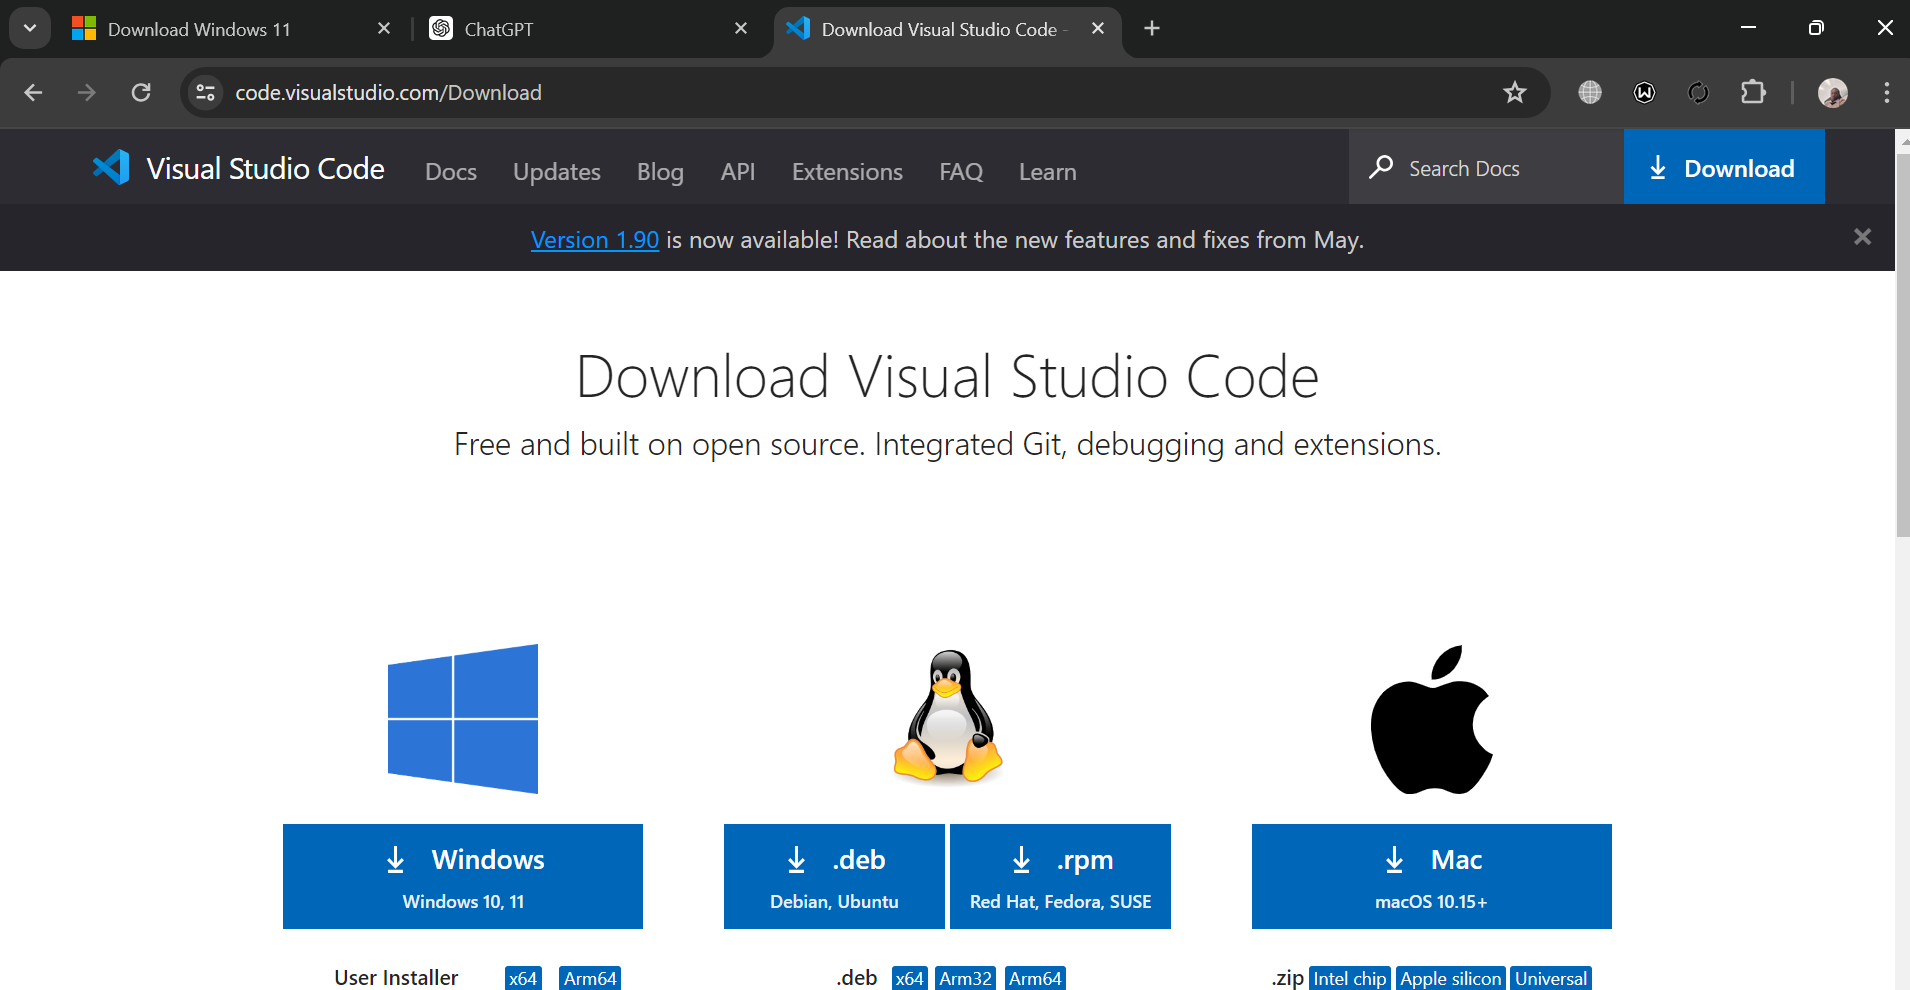 Download Windows 11
ChatGPT
Download Visual Studio Code -
code.visualstudio.com/Download
Visual Studio Code Docs Updates Blog API Extensions FAQ Learn Search Docs Download
Version 1.90 is now available! Read about the new features and fixes from May.
Download Visual Studio Code
Free and built on open source. Integrated Git, debugging and extensions.
Windows
Windows 10, 11
.deb
Debian, Ubuntu
.rpm
Red Hat, Fedora, SUSE
Mac
macOS 10.15+
User Installer x64 Arm64
.deb x64 Arm32 Arm64
.zip Intel chip Apple silicon Universal